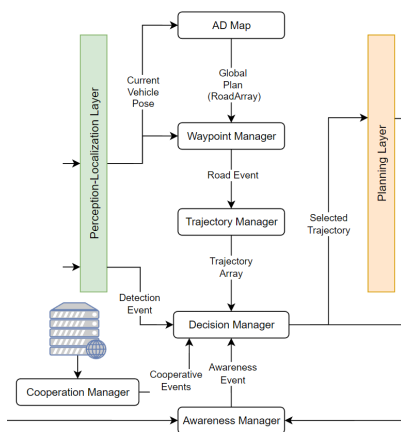 AD Map
Perception-Localization Layer
Current
Vehicle
Pose
Global
Plan
(RoadArray)
Waypoint Manager
Planning Layer
Road Event
Trajectory Manager
Selected
Trajectory
Trajectory
Array
Detection
Event
Decision Manager
Cooperative
Events
Awareness
Event
Cooperation Manager
Awareness Manager